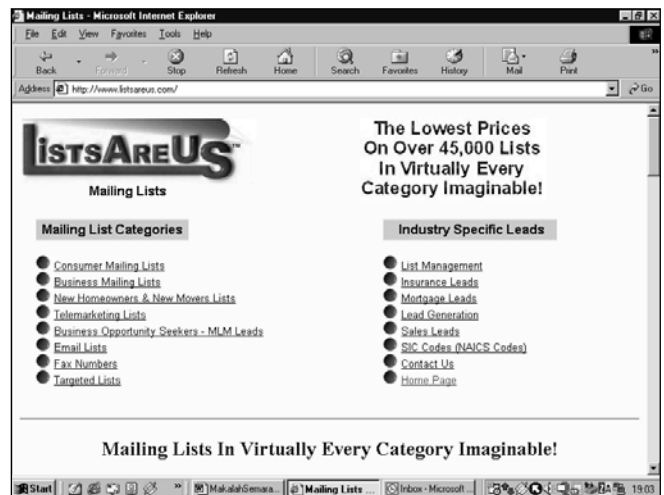 Mailing Lists - Microsoft Internet Explorer
File Edit View Favorites Tools Help
Back Forward Stop Refresh Home Search Favorites History Mail Print
Address http://www.listsareus.com/ Go
LISTSAREUS™
Mailing Lists
The Lowest Prices
On Over 45,000 Lists
In Virtually Every
Category Imaginable!
Mailing List Categories
Consumer Mailing Lists
Business Mailing Lists
New Homeowners & New Movers Lists
Telemarketing Lists
Business Opportunity Seekers - MLM Leads
Email Lists
Fax Numbers
Targeted Lists
Industry Specific Leads
List Management
Insurance Leads
Mortgage Leads
Lead Generation
Sales Leads
SIC Codes (NAICS Codes)
Contact Us
Home Page
Mailing Lists In Virtually Every Category Imaginable!
Start MakalahSemara... Mailing Lists ... Inbox - Microsoft ... 19:03